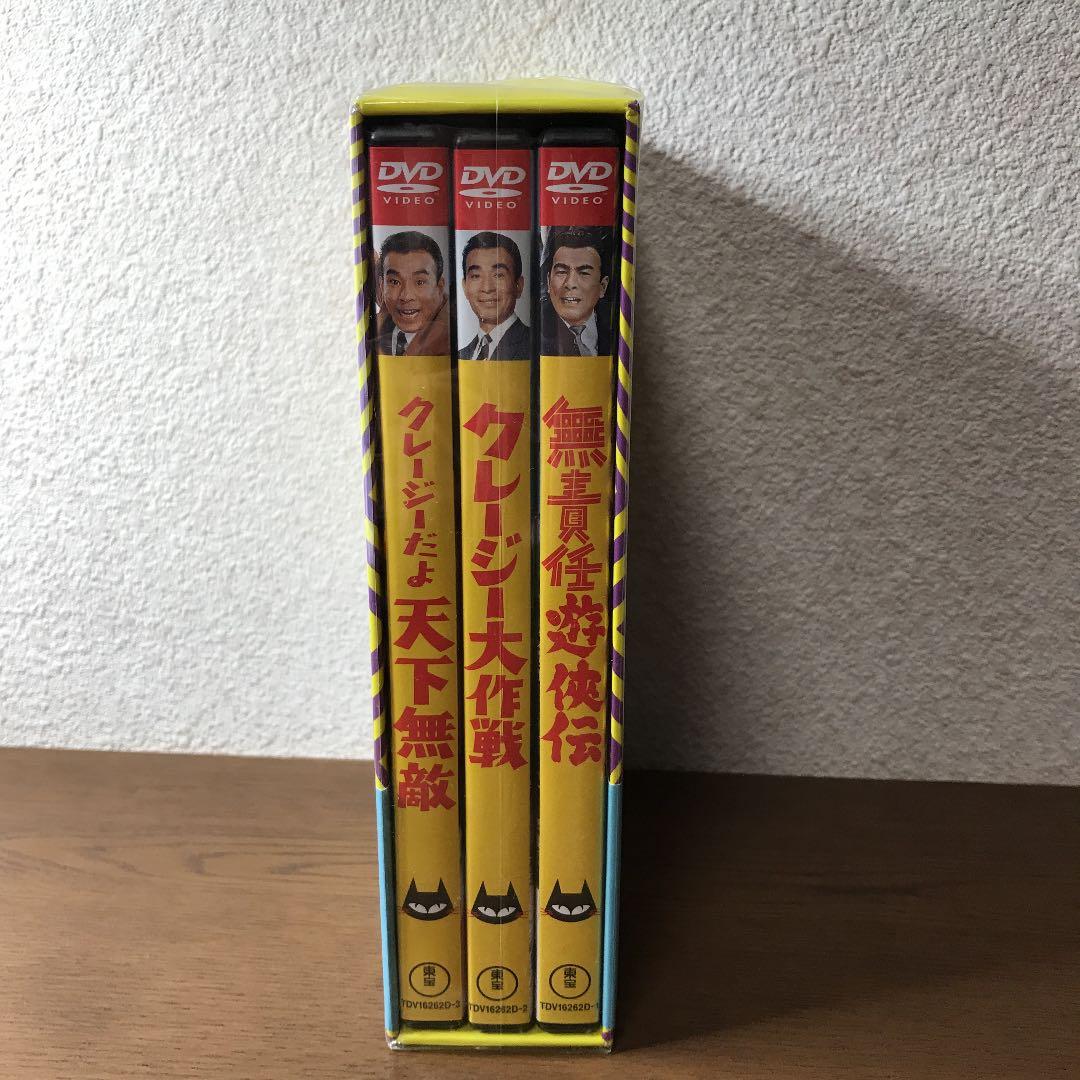 DVD
VIDEO
クレージーだよ
天下無敵
東宝
TDV16262D-3
DVD
VIDEO
クレージー大作戦
東宝
TDV16262D-2
DVD
VIDEO
無責任遊侠伝
東宝
TDV16262D-1